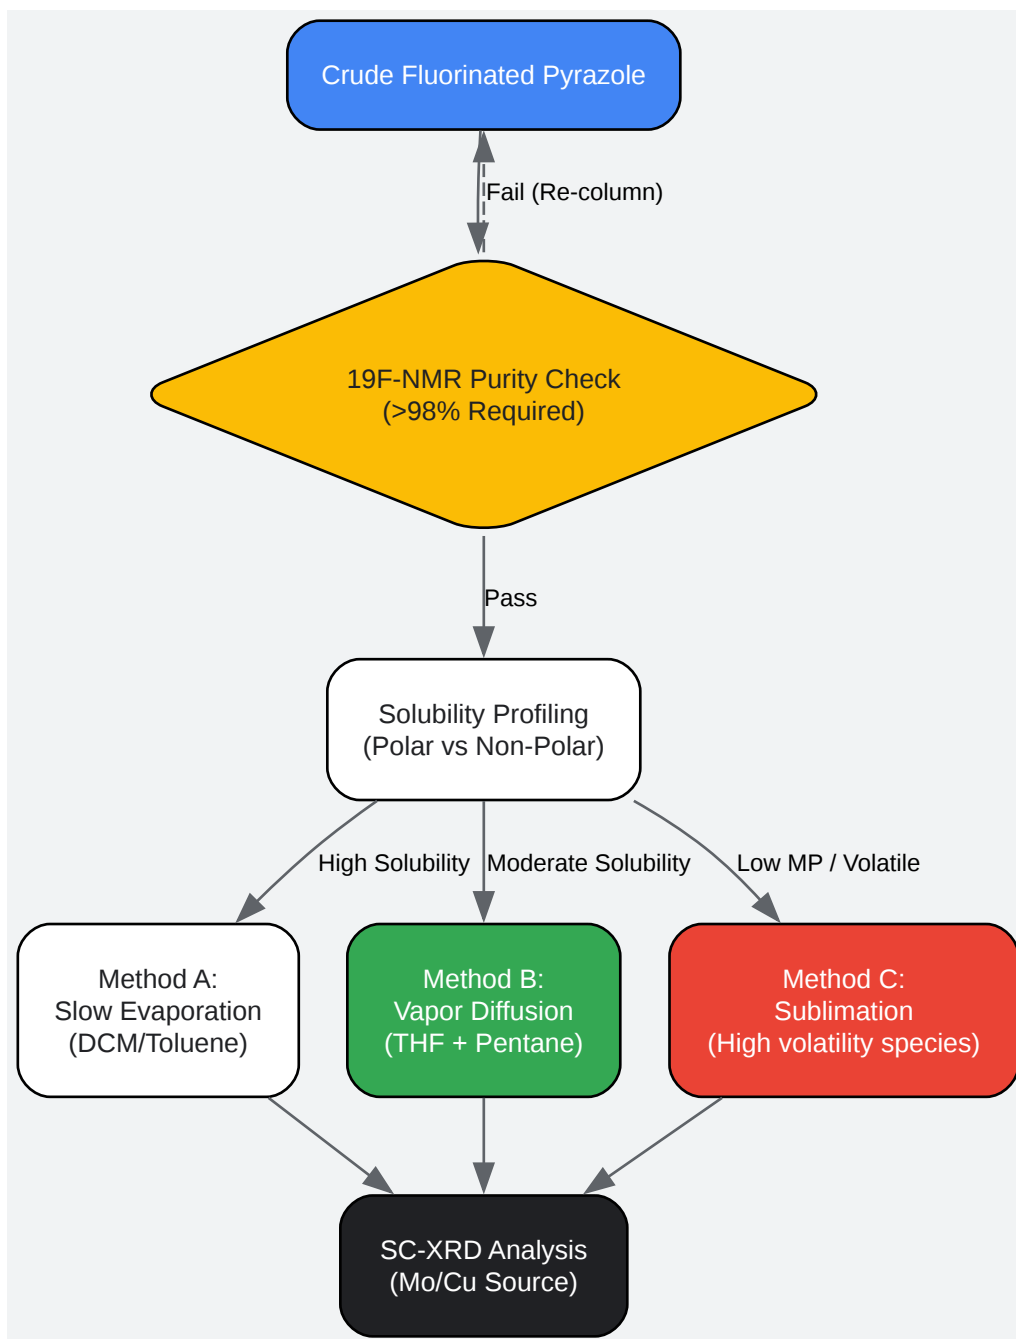 Crude Fluorinated Pyrazole
Fail (Re-column)
19F-NMR Purity Check
(>98% Required)
Pass
Solubility Profiling
(Polar vs Non-Polar)
High Solubility
Moderate Solubility
Low MP / Volatile
Method A:
Slow Evaporation
(DCM/Toluene)
Method B:
Vapor Diffusion
(THF + Pentane)
Method C:
Sublimation
(High volatility species)
SC-XRD Analysis
(Mo/Cu Source)